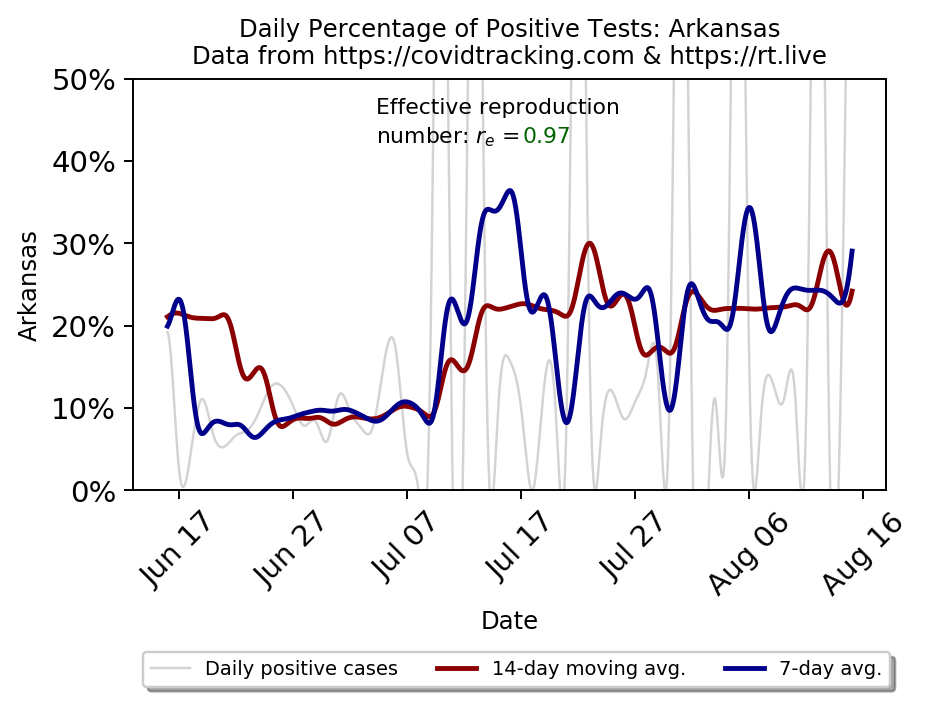 Daily Percentage of Positive Tests: Arkansas
Data from https://covidtracking.com & https://rt.live
50%
Effective reproduction
number: rₑ =0.97
40%
30%
20%
10%
0%
Arkansas
Jun 17
Jun 27
Jul 07
Jul 17
Jul 27
Aug 06
Aug 16
Date
Daily positive cases 14-day moving avg. 7-day avg.